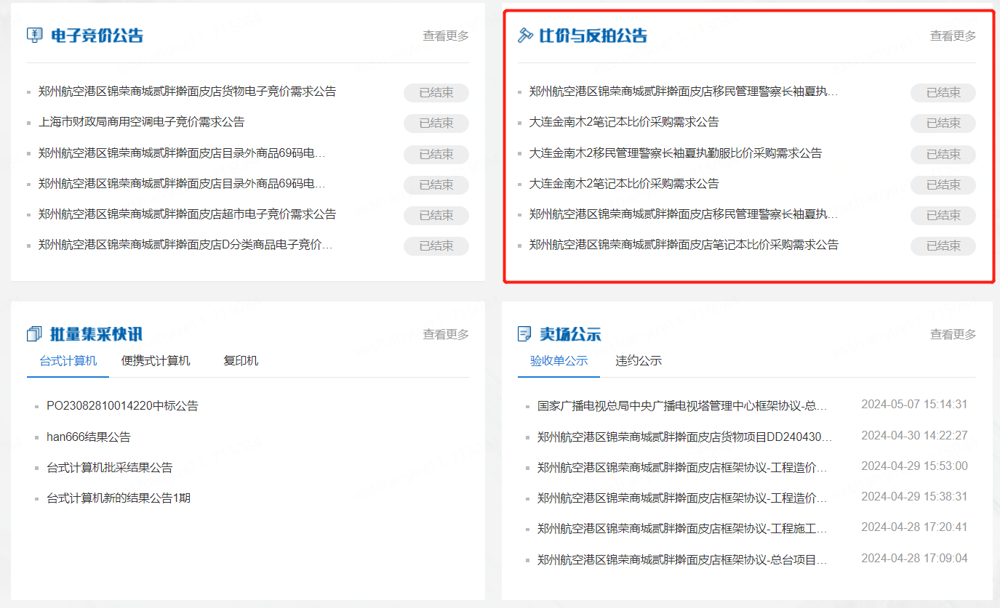 电子竞价公告
查看更多
郑州航空港区锦荣商城贰胖擀面皮店货物电子竞价需求公告
已结束
上海市财政局商用空调电子竞价需求公告
已结束
郑州航空港区锦荣商城贰胖擀面皮店目录外商品69码电...
已结束
郑州航空港区锦荣商城贰胖擀面皮店目录外商品69码电...
已结束
郑州航空港区锦荣商城贰胖擀面皮店超市电子竞价需求公告
已结束
郑州航空港区锦荣商城贰胖擀面皮店D分类商品电子竞价...
已结束
比价与反拍公告
查看更多
郑州航空港区锦荣商城贰胖擀面皮店移民管理警察长袖夏执...
已结束
大连金南木2笔记本比价采购需求公告
已结束
大连金南木2移民管理警察长袖夏执勤服比价采购需求公告
已结束
大连金南木2笔记本比价采购需求公告
已结束
郑州航空港区锦荣商城贰胖擀面皮店移民管理警察长袖夏执...
已结束
郑州航空港区锦荣商城贰胖擀面皮店笔记本比价采购需求公告
已结束
批量集采快讯
查看更多
台式计算机 便携式计算机 复印机
PO23082810014220中标公告
han666结果公告
台式计算机批采结果公告
台式计算机新的结果公告1期
卖场公示
查看更多
验收单公示 违约公示
国家广播电视总局中央广播电视塔管理中心框架协议-总...
2024-05-07 15:14:31
郑州航空港区锦荣商城贰胖擀面皮店货物项目DD240430...
2024-04-30 14:22:27
郑州航空港区锦荣商城贰胖擀面皮店框架协议-工程造价...
2024-04-29 15:53:00
郑州航空港区锦荣商城贰胖擀面皮店框架协议-工程造价...
2024-04-29 15:38:31
郑州航空港区锦荣商城贰胖擀面皮店框架协议-工程施工...
2024-04-28 17:20:41
郑州航空港区锦荣商城贰胖擀面皮店框架协议-总台项目...
2024-04-28 17:09:04